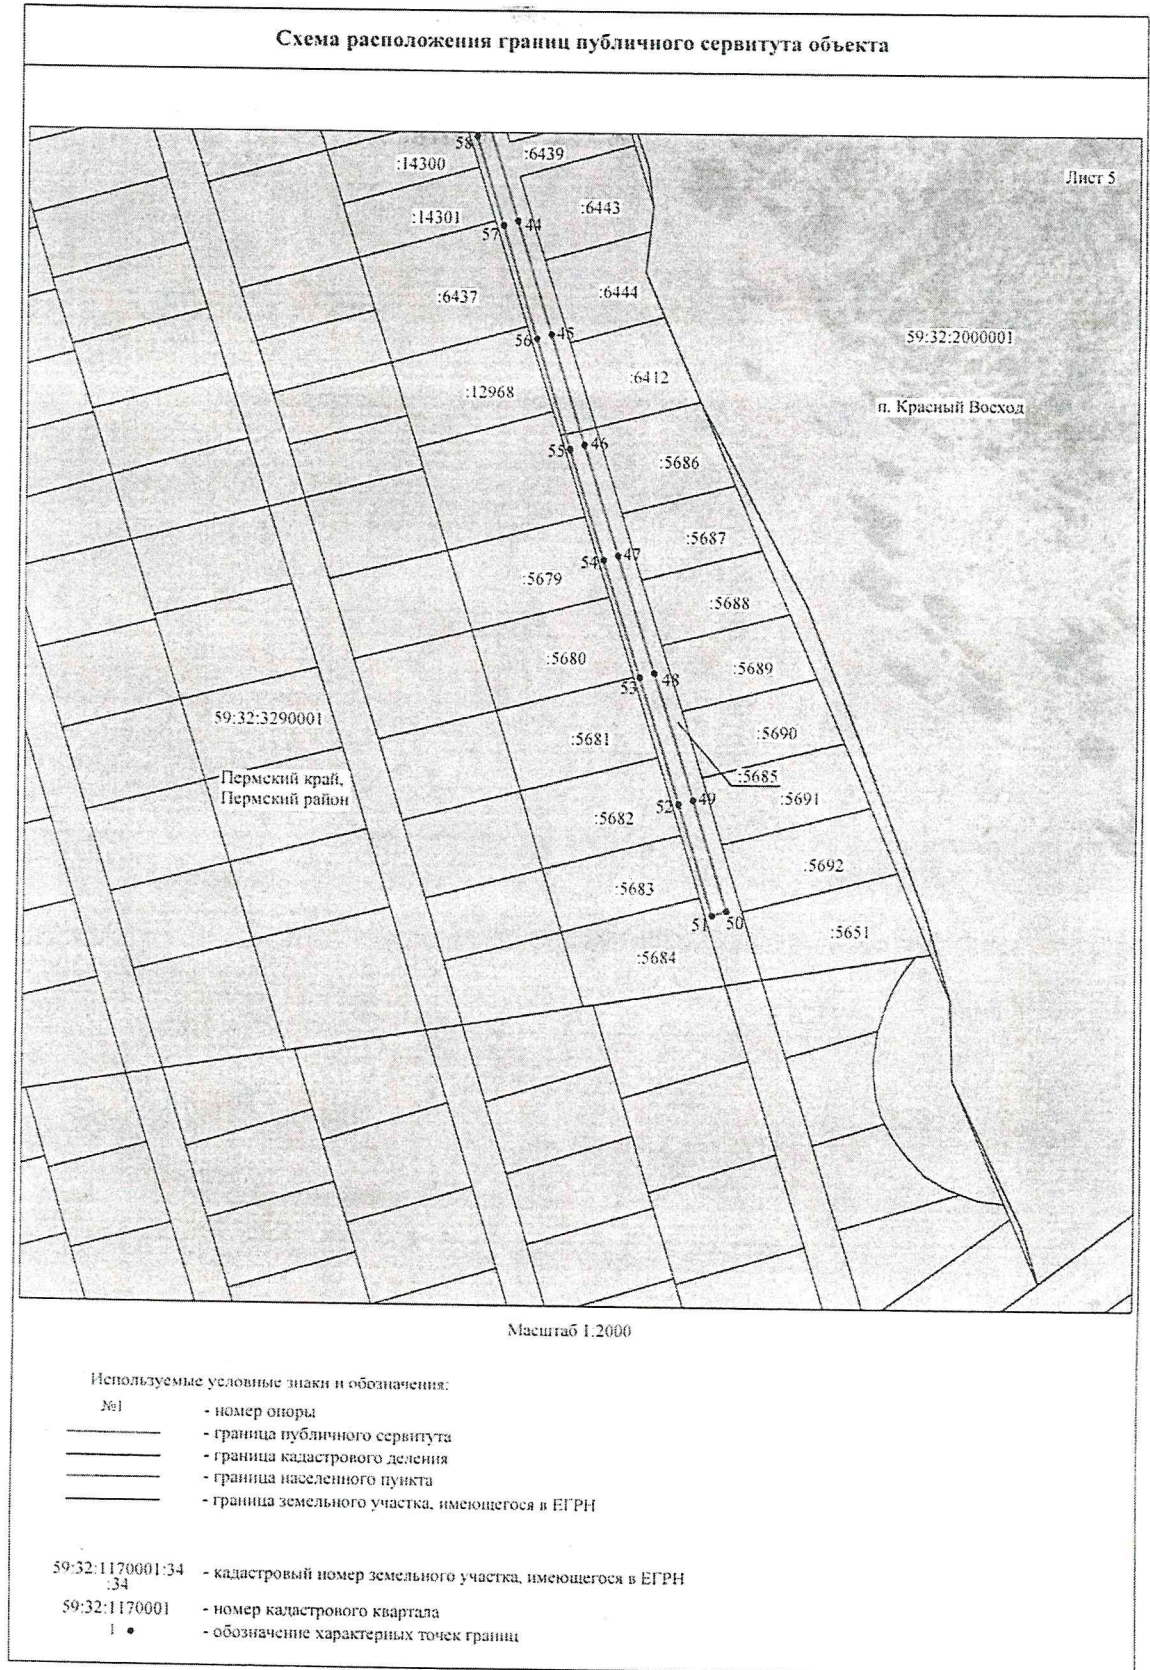 Схема расположения границ публичного сервитута объекта
Лист 5
58
:14300
:6439
:14301
:6443
57
44
:6437
:6444
56
45
59:32:2000001
:12968
:6412
п. Красный Восход
55
46
:5686
54
47
:5687
:5679
:5688
:5680
53
48
:5689
59:32:3290001
:5681
:5690
Пермский край,
Пермский район
:5685
52
49
:5691
:5682
:5692
:5683
51
50
:5684
:5651
Масштаб 1:2000
Используемые условные знаки и обозначения:
№1 - номер опоры
- граница публичного сервитута
- граница кадастрового деления
- граница населенного пункта
- граница земельного участка, имеющегося в ЕГРН
59:32:1170001:34
:34
- кадастровый номер земельного участка, имеющегося в ЕГРН
59:32:1170001 - номер кадастрового квартала
1 - обозначение характерных точек границ